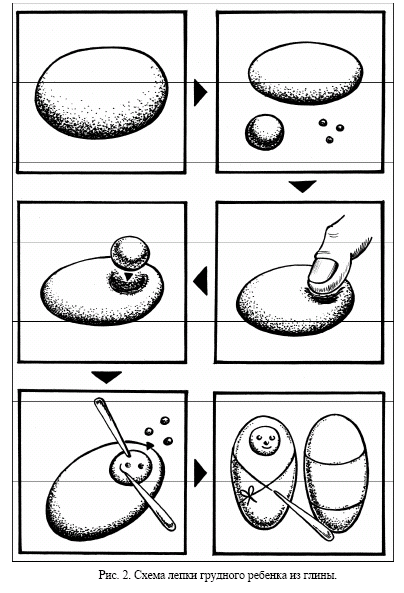 Рис. 2. Схема лепки грудного ребенка из глины.